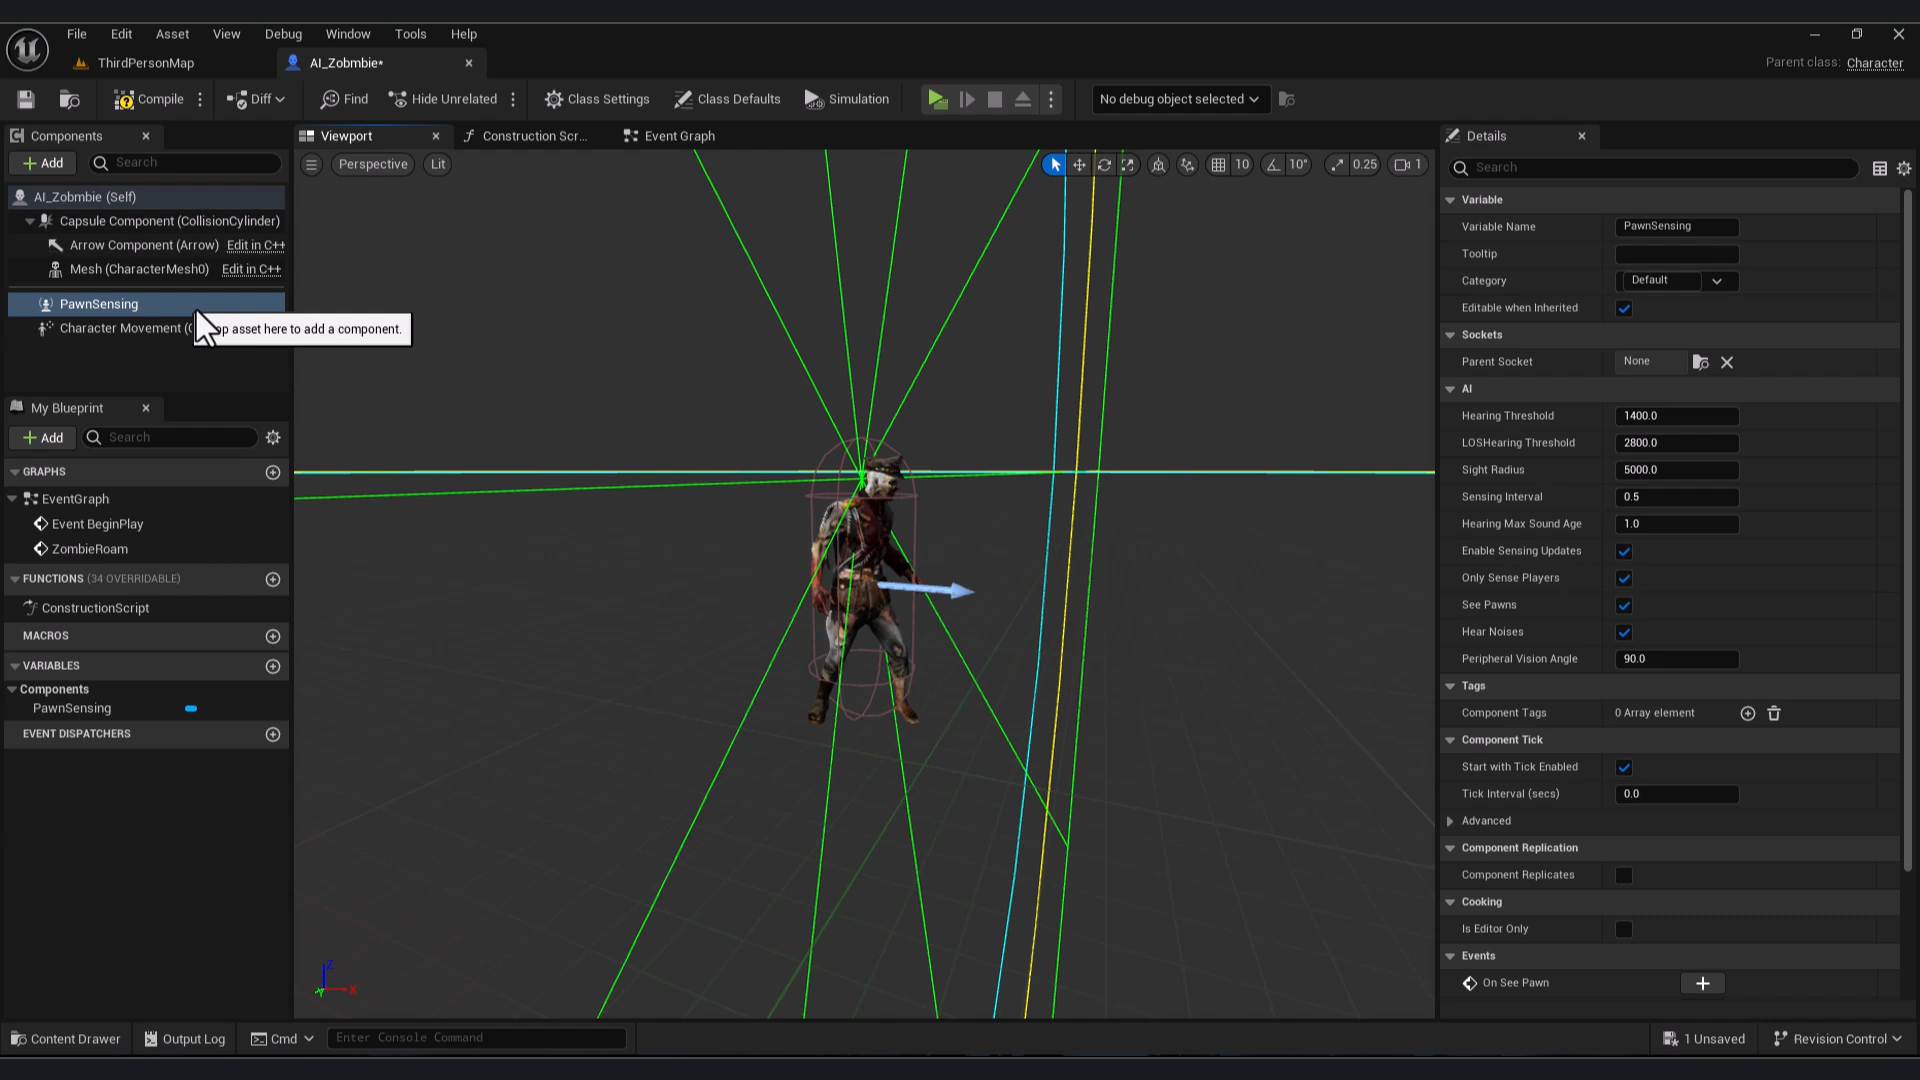 File Edit Asset View Debug Window Tools Help
ThirdPersonMap
AI_Zobmbie*
Parent class: Character
Compile
Diff
Find
Hide Unrelated
Class Settings
Class Defaults
Simulation
No debug object selected
Components
Add
Search
AI_Zobmbie (Self)
Capsule Component (CollisionCylinder)
Arrow Component (Arrow) Edit in C++
Mesh (CharacterMesh0) Edit in C++
PawnSensing
Character Movement (
op asset here to add a component.
My Blueprint
Add
Search
GRAPHS
EventGraph
Event BeginPlay
ZombieRoam
FUNCTIONS (34 OVERRIDABLE)
ConstructionScript
MACROS
VARIABLES
Components
PawnSensing
EVENT DISPATCHERS
Viewport
Construction Scr...
Event Graph
Perspective
Lit
10
10°
0.25
1
Z
X
Y
Details
Search
Variable
Variable Name PawnSensing
Tooltip
Category Default
Editable when Inherited
Sockets
Parent Socket None
AI
Hearing Threshold 1400.0
LOSHearing Threshold 2800.0
Sight Radius 5000.0
Sensing Interval 0.5
Hearing Max Sound Age 1.0
Enable Sensing Updates
Only Sense Players
See Pawns
Hear Noises
Peripheral Vision Angle 90.0
Tags
Component Tags 0 Array element
Component Tick
Start with Tick Enabled
Tick Interval (secs) 0.0
Advanced
Component Replication
Component Replicates
Cooking
Is Editor Only
Events
On See Pawn
Content Drawer
Output Log
Cmd
Enter Console Command
1 Unsaved
Revision Control